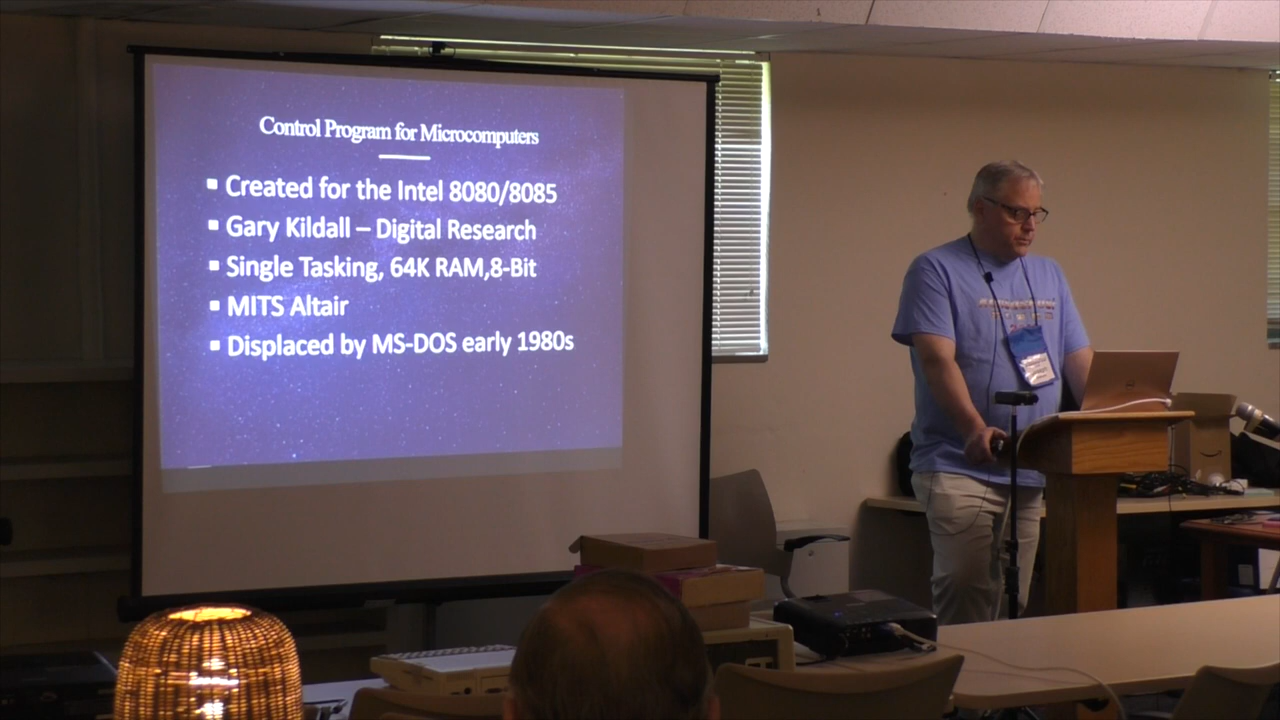 Control Program for Microcomputers
▪ Created for the Intel 8080/8085
▪ Gary Kildall – Digital Research
▪ Single Tasking, 64K RAM,8-Bit
▪ MITS Altair
▪ Displaced by MS-DOS early 1980s